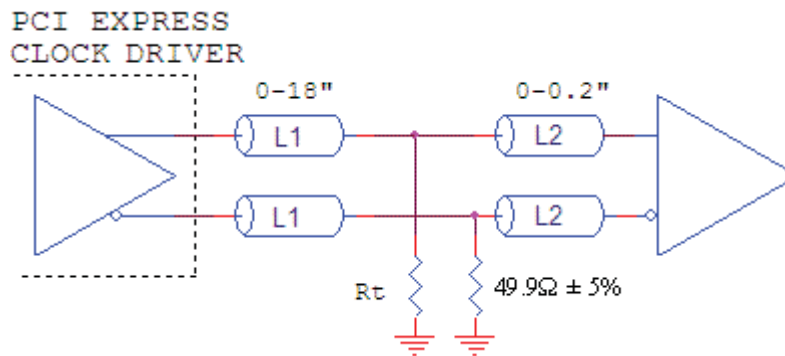 PCI EXPRESS
CLOCK DRIVER
0-18"
0-0.2"
L1
L2
L1
L2
Rt
49.9Ω ± 5%